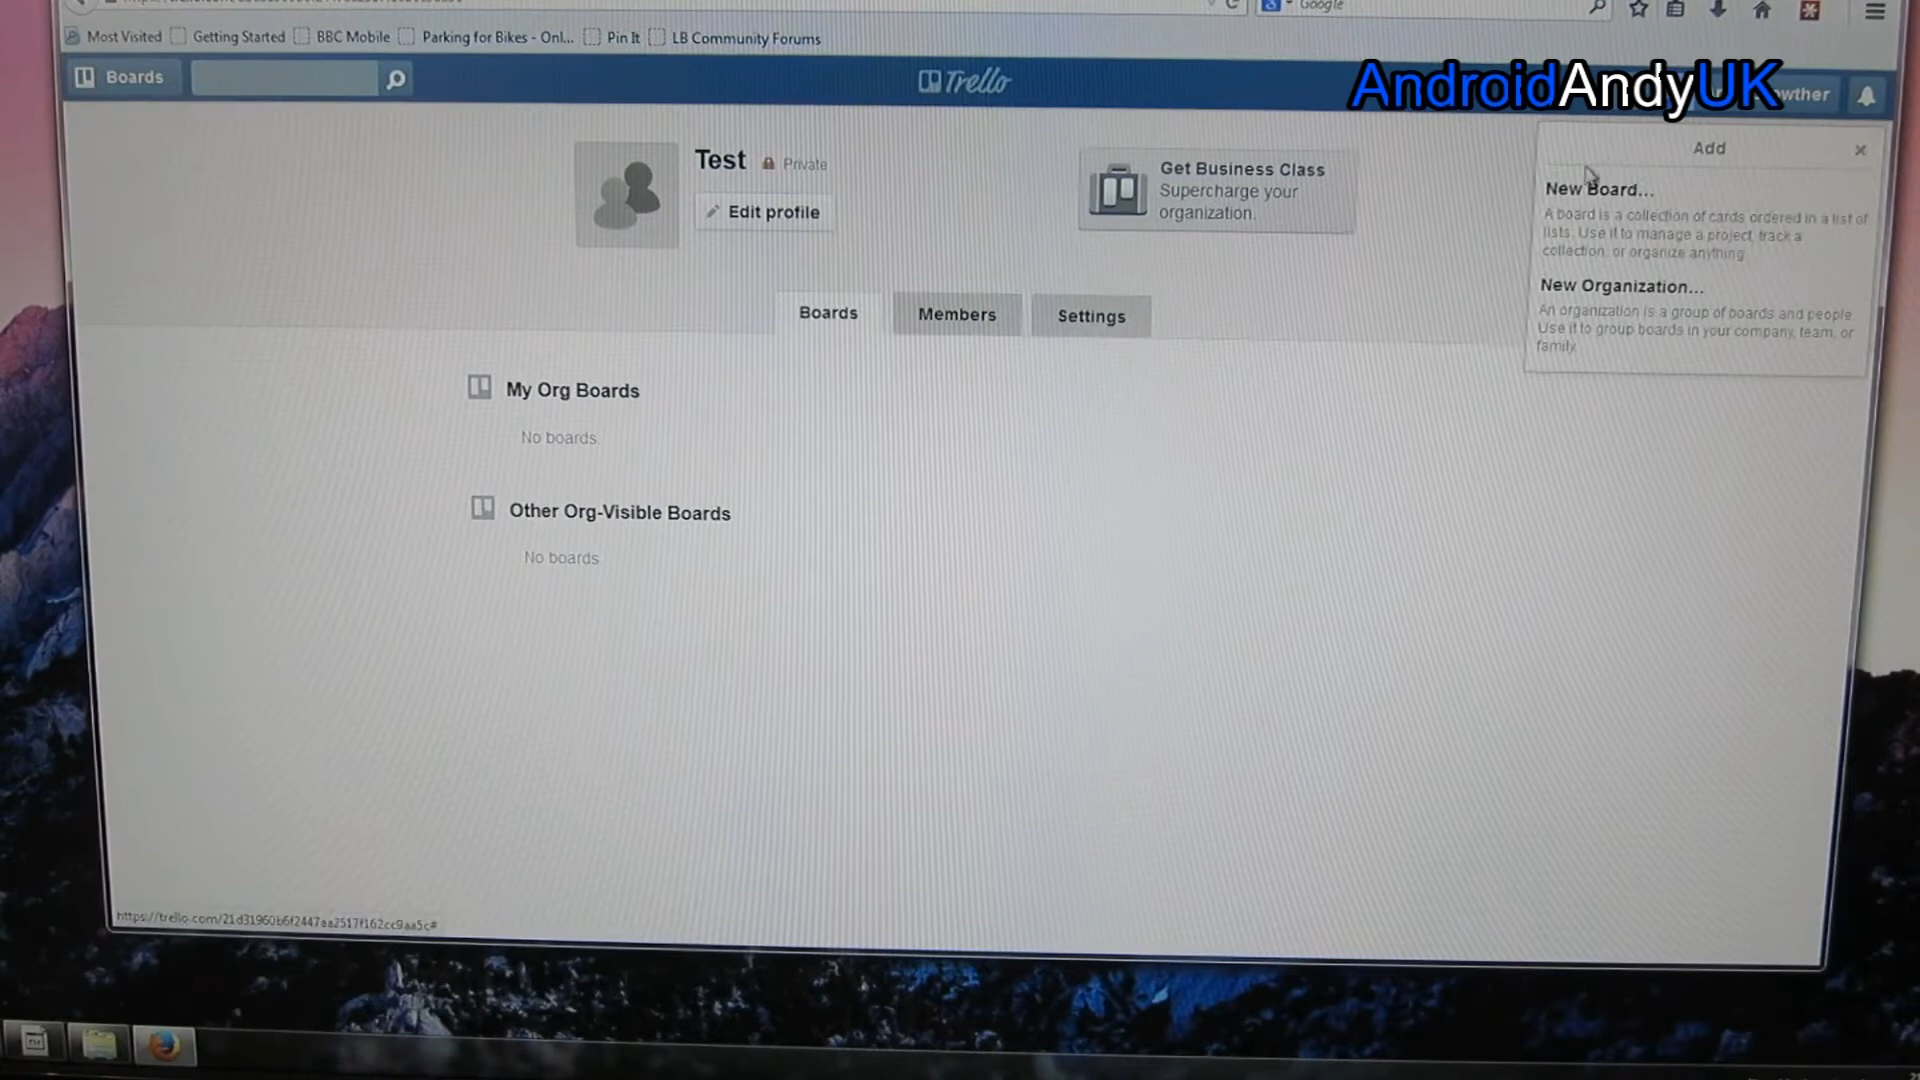 Google
Most Visited Getting Started BBC Mobile Parking for Bikes - Onl... Pin It LB Community Forums
Boards
Trello
AndroidAndyUK
Test Private
Edit profile
Get Business Class
Supercharge your
organization.
Add
New Board...
A board is a collection of cards ordered in a list of
lists. Use it to manage a project, track a
collection, or organize anything
New Organization...
An organization is a group of boards and people.
Use it to group boards in your company, team, or
family.
Boards Members Settings
My Org Boards
No boards.
Other Org-Visible Boards
No boards
https://trello.com/21d31960b6f2447aa2517f162cc9aa5c#